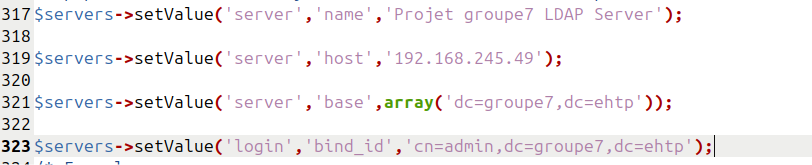 317 $servers->setValue('server','name','Projet groupe7 LDAP Server');
318
319 $servers->setValue('server','host','192.168.245.49');
320
321 $servers->setValue('server','base',array('dc=groupe7,dc=ehtp'));
322
323 $servers->setValue('login','bind_id','cn=admin,dc=groupe7,dc=ehtp');